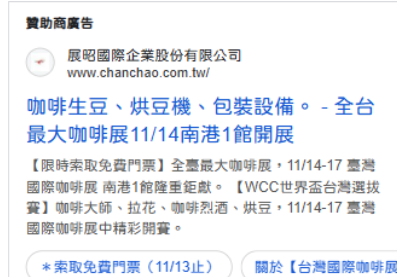 贊助商廣告
展昭國際企業股份有限公司
www.chanchao.com.tw/
咖啡生豆、烘豆機、包裝設備。 - 全台
最大咖啡展11/14南港1館開展
【限時索取免費門票】全臺最大咖啡展，11/14-17 臺灣
國際咖啡展 南港1館隆重鉅獻。 【WCC世界盃台灣選拔
賽】咖啡大師、拉花、咖啡烈酒、烘豆，11/14-17 臺灣
國際咖啡展中精彩開賽。
＊索取免費門票（11/13止）
關於【台灣國際咖啡展